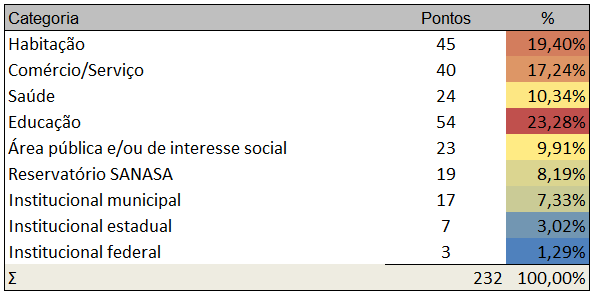 Categoria Pontos %
Habitação 45 19,40%
Comércio/Serviço 40 17,24%
Saúde 24 10,34%
Educação 54 23,28%
Área pública e/ou de interesse social 23 9,91%
Reservatório SANASA 19 8,19%
Institucional municipal 17 7,33%
Institucional estadual 7 3,02%
Institucional federal 3 1,29%
Σ 232 100,00%